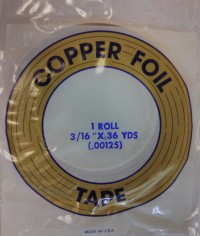 COPPER FOIL
1 ROLL
3/16 "X.36 YDS
(.00125)
TAPE
MADE IN U.S.A.